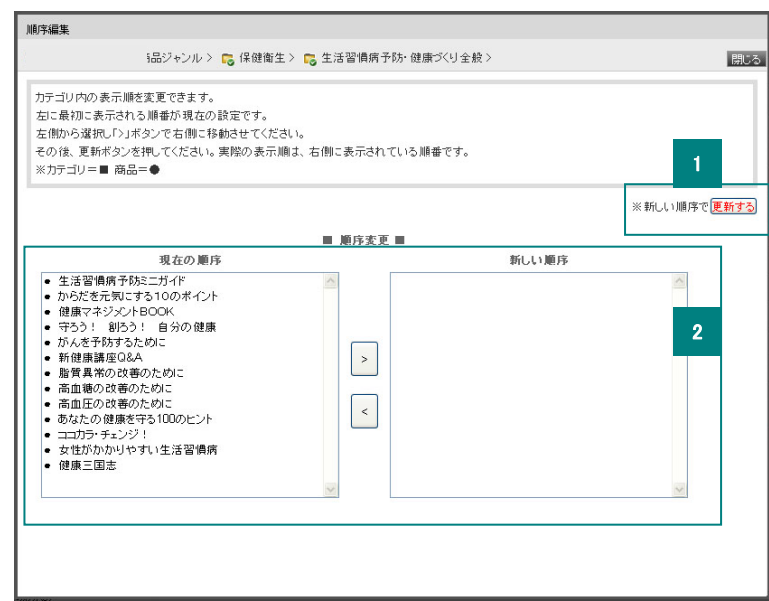 順序編集
品ジャンル > 保健衛生 > 生活習慣病予防・健康づくり全般 >
閉じる
カテゴリ内の表示順を変更できます。
左に最初に表示される順番が現在の設定です。
左側から選択し「>」ボタンで右側に移動させてください。
その後、更新ボタンを押してください。実際の表示順は、右側に表示されている順番です。
※カテゴリ=■ 商品=●
1
※新しい順序で更新する
■ 順序変更 ■
現在の順序
新しい順序
● 生活習慣病予防ミニガイド
● からだを元気にする10のポイント
● 健康マネジメントBOOK
● 守ろう! 創ろう! 自分の健康
● がんを予防するために
● 新健康講座Q&A
● 脂質異常の改善のために
● 高血糖の改善のために
● 高血圧の改善のために
● あなたの健康を守る100のヒント
● ココカラ・チェンジ!
● 女性がかかりやすい生活習慣病
● 健康三国志
>
<
2